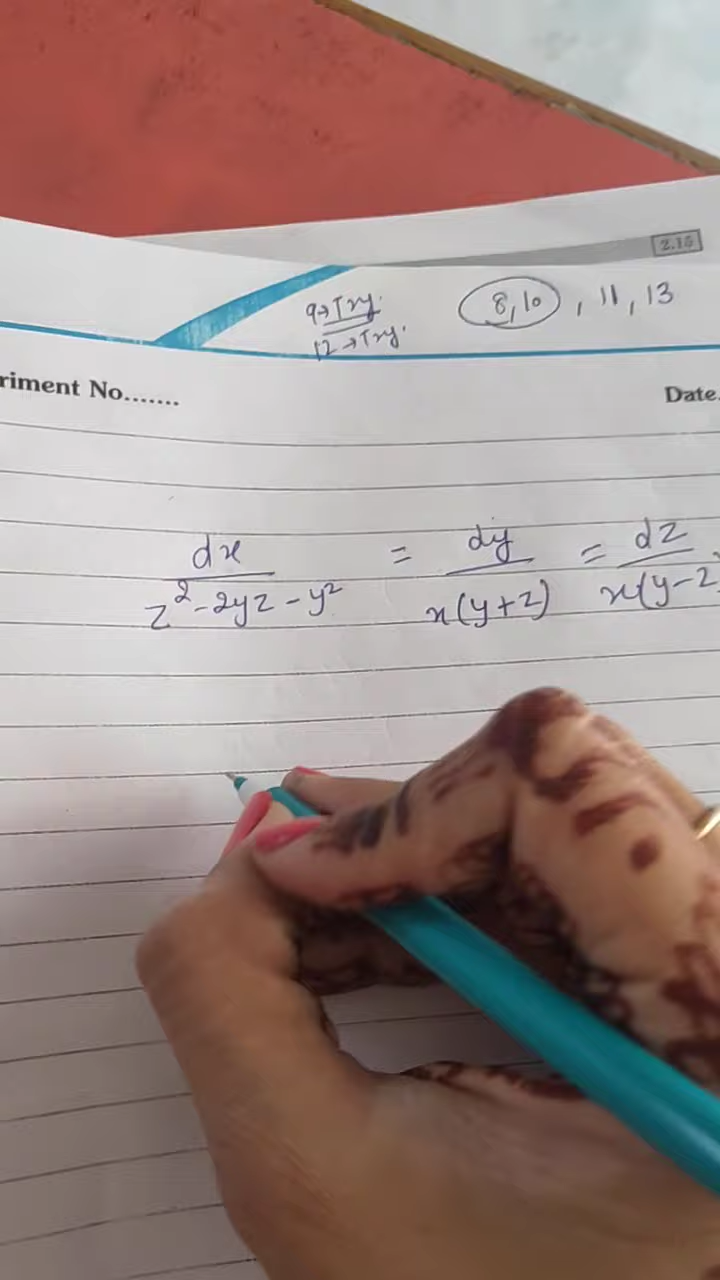 2.15
9→Try.
8,10 , 11, 13
12→Try.
riment No.......
Date.
dx = dy = dz
z²-2yz-y² x(y+z) x(y-z